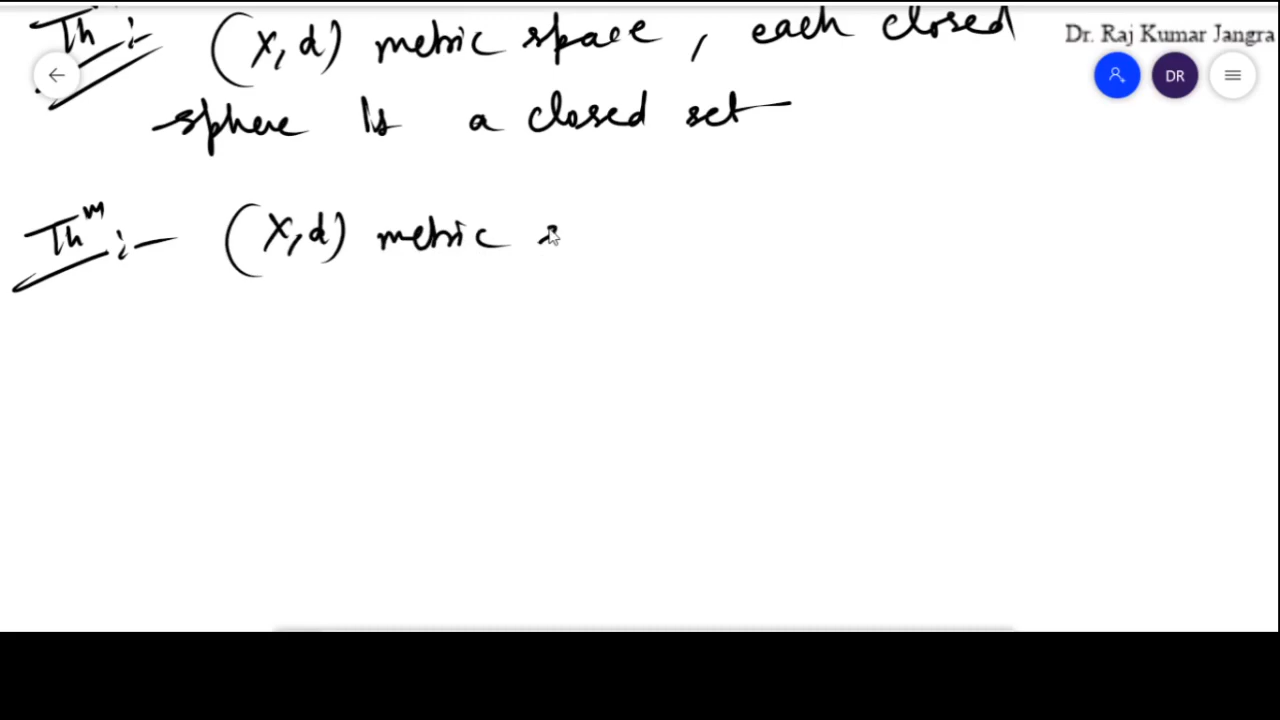 Th :- (X,d) metric space, each closed
Dr. Raj Kumar Jangra
DR
sphere Is a closed set
Thm :- (X,d) metric s